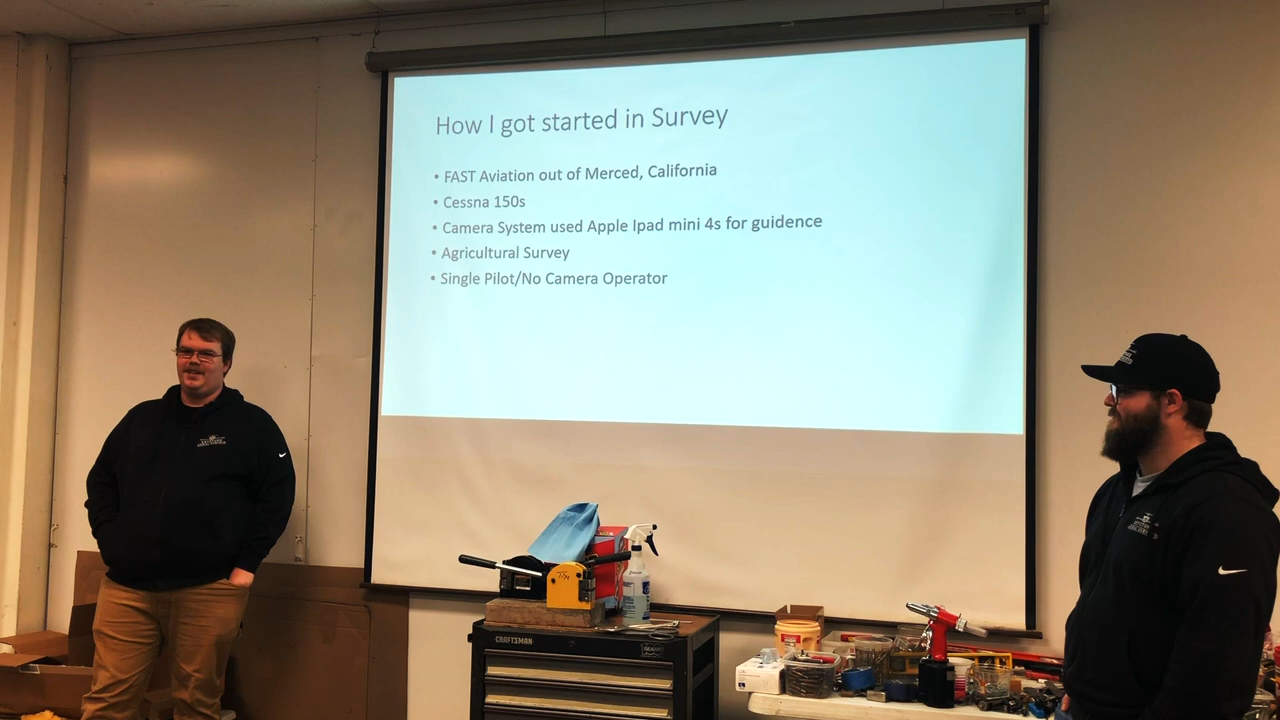 How I got started in Survey
• FAST Aviation out of Merced, California
• Cessna 150s
• Camera System used Apple Ipad mini 4s for guidence
• Agricultural Survey
• Single Pilot/No Camera Operator
CRAFTSMAN
SEARS